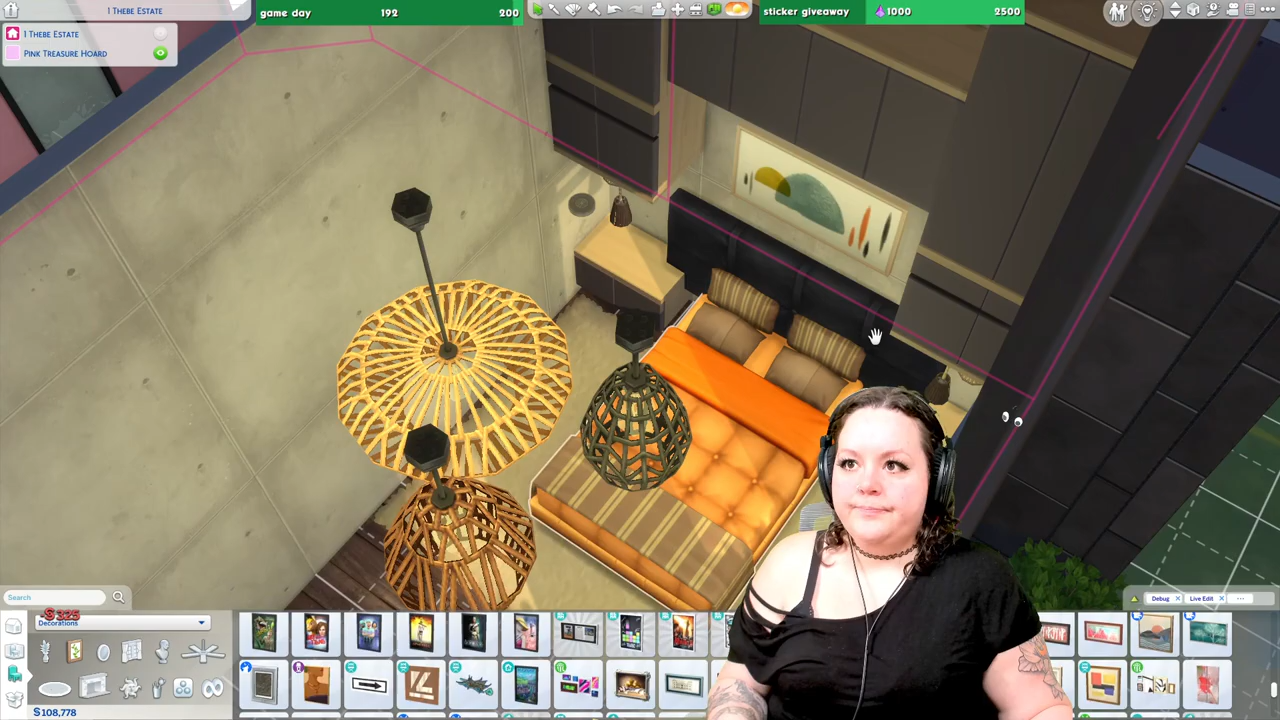 1 THEBE ESTATE
game day 192 200
sticker giveaway 1000 2500
1 THEBE ESTATE
PINK TREASURE HOARD
Search
Debug X Live Edit X ...
$325
Decorations
§108,778